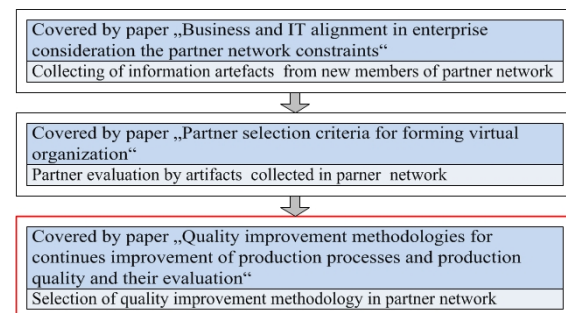 Covered by paper „Business and IT alignment in enterprise
consideration the partner network constraints“
Collecting of information artefacts from new members of partner network
Covered by paper „Partner selection criteria for forming virtual
organization“
Partner evaluation by artifacts collected in parner network
Covered by paper „Quality improvement methodologies for
continues improvement of production processes and production
quality and their evaluation“
Selection of quality improvement methodology in partner network